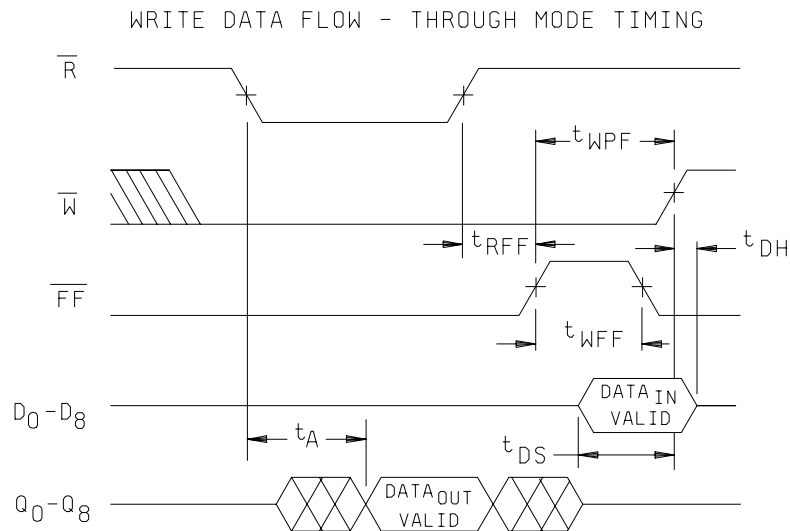 WRITE DATA FLOW - THROUGH MODE TIMING
R̅
tWPF
W̅
tRFF
tDH
F̅F̅
tWFF
D0-D8
DATAIN
VALID
tA
tDS
Q0-Q8
DATAOUT
VALID